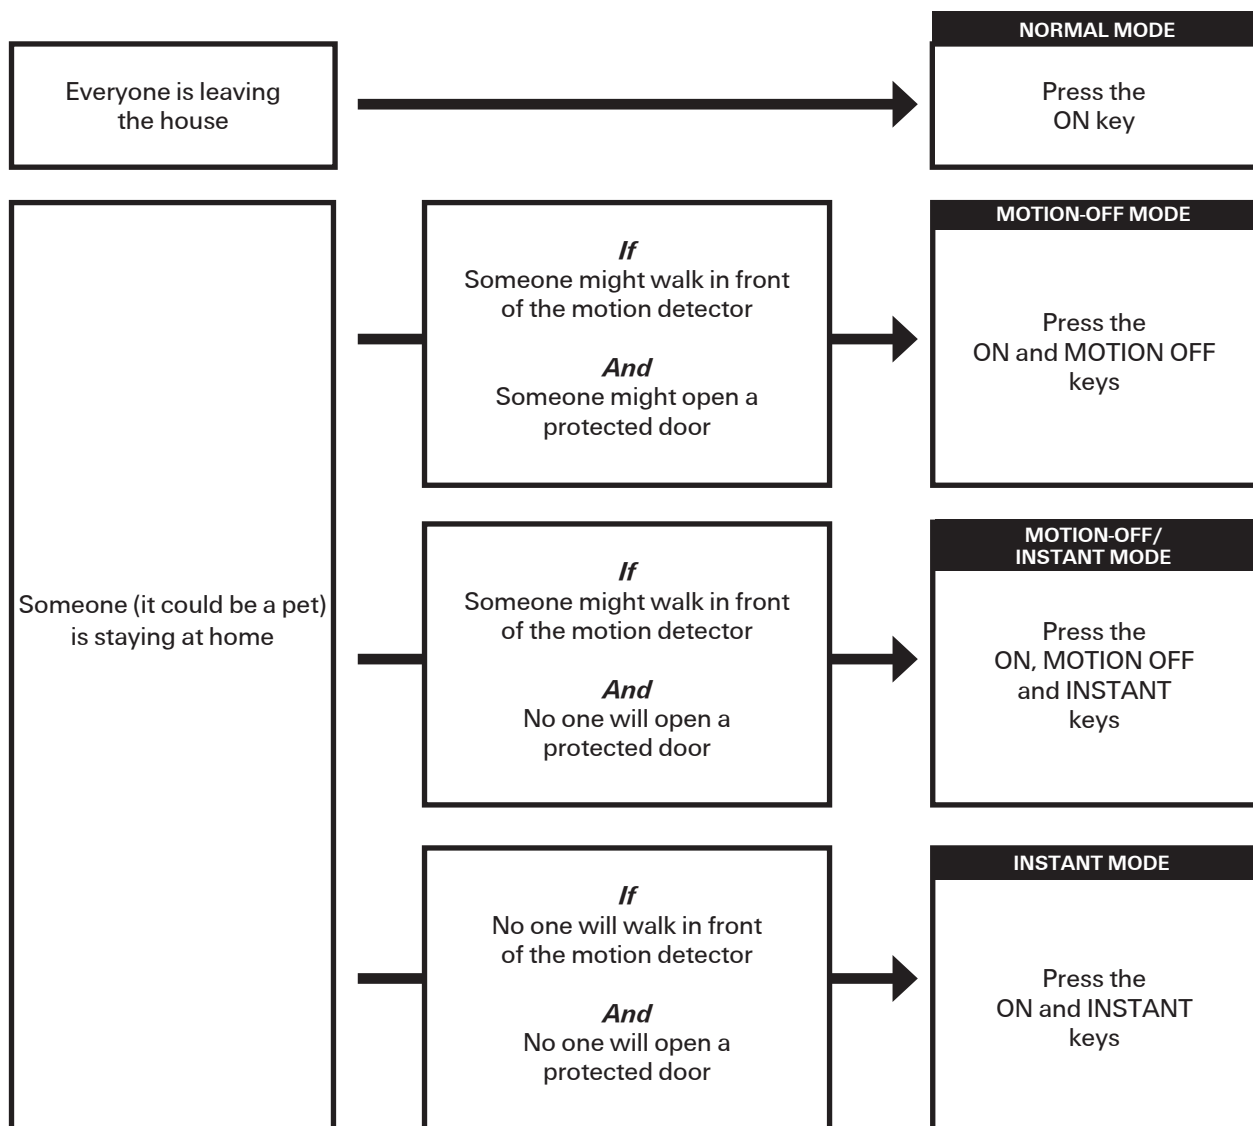 NORMAL MODE
Everyone is leaving
the house
Press the
ON key
Someone (it could be a pet)
is staying at home
If
Someone might walk in front
of the motion detector
And
Someone might open a
protected door
MOTION-OFF MODE
Press the
ON and MOTION OFF
keys
If
Someone might walk in front
of the motion detector
And
No one will open a
protected door
MOTION-OFF/
INSTANT MODE
Press the
ON, MOTION OFF
and INSTANT
keys
If
No one will walk in front
of the motion detector
And
No one will open a
protected door
INSTANT MODE
Press the
ON and INSTANT
keys